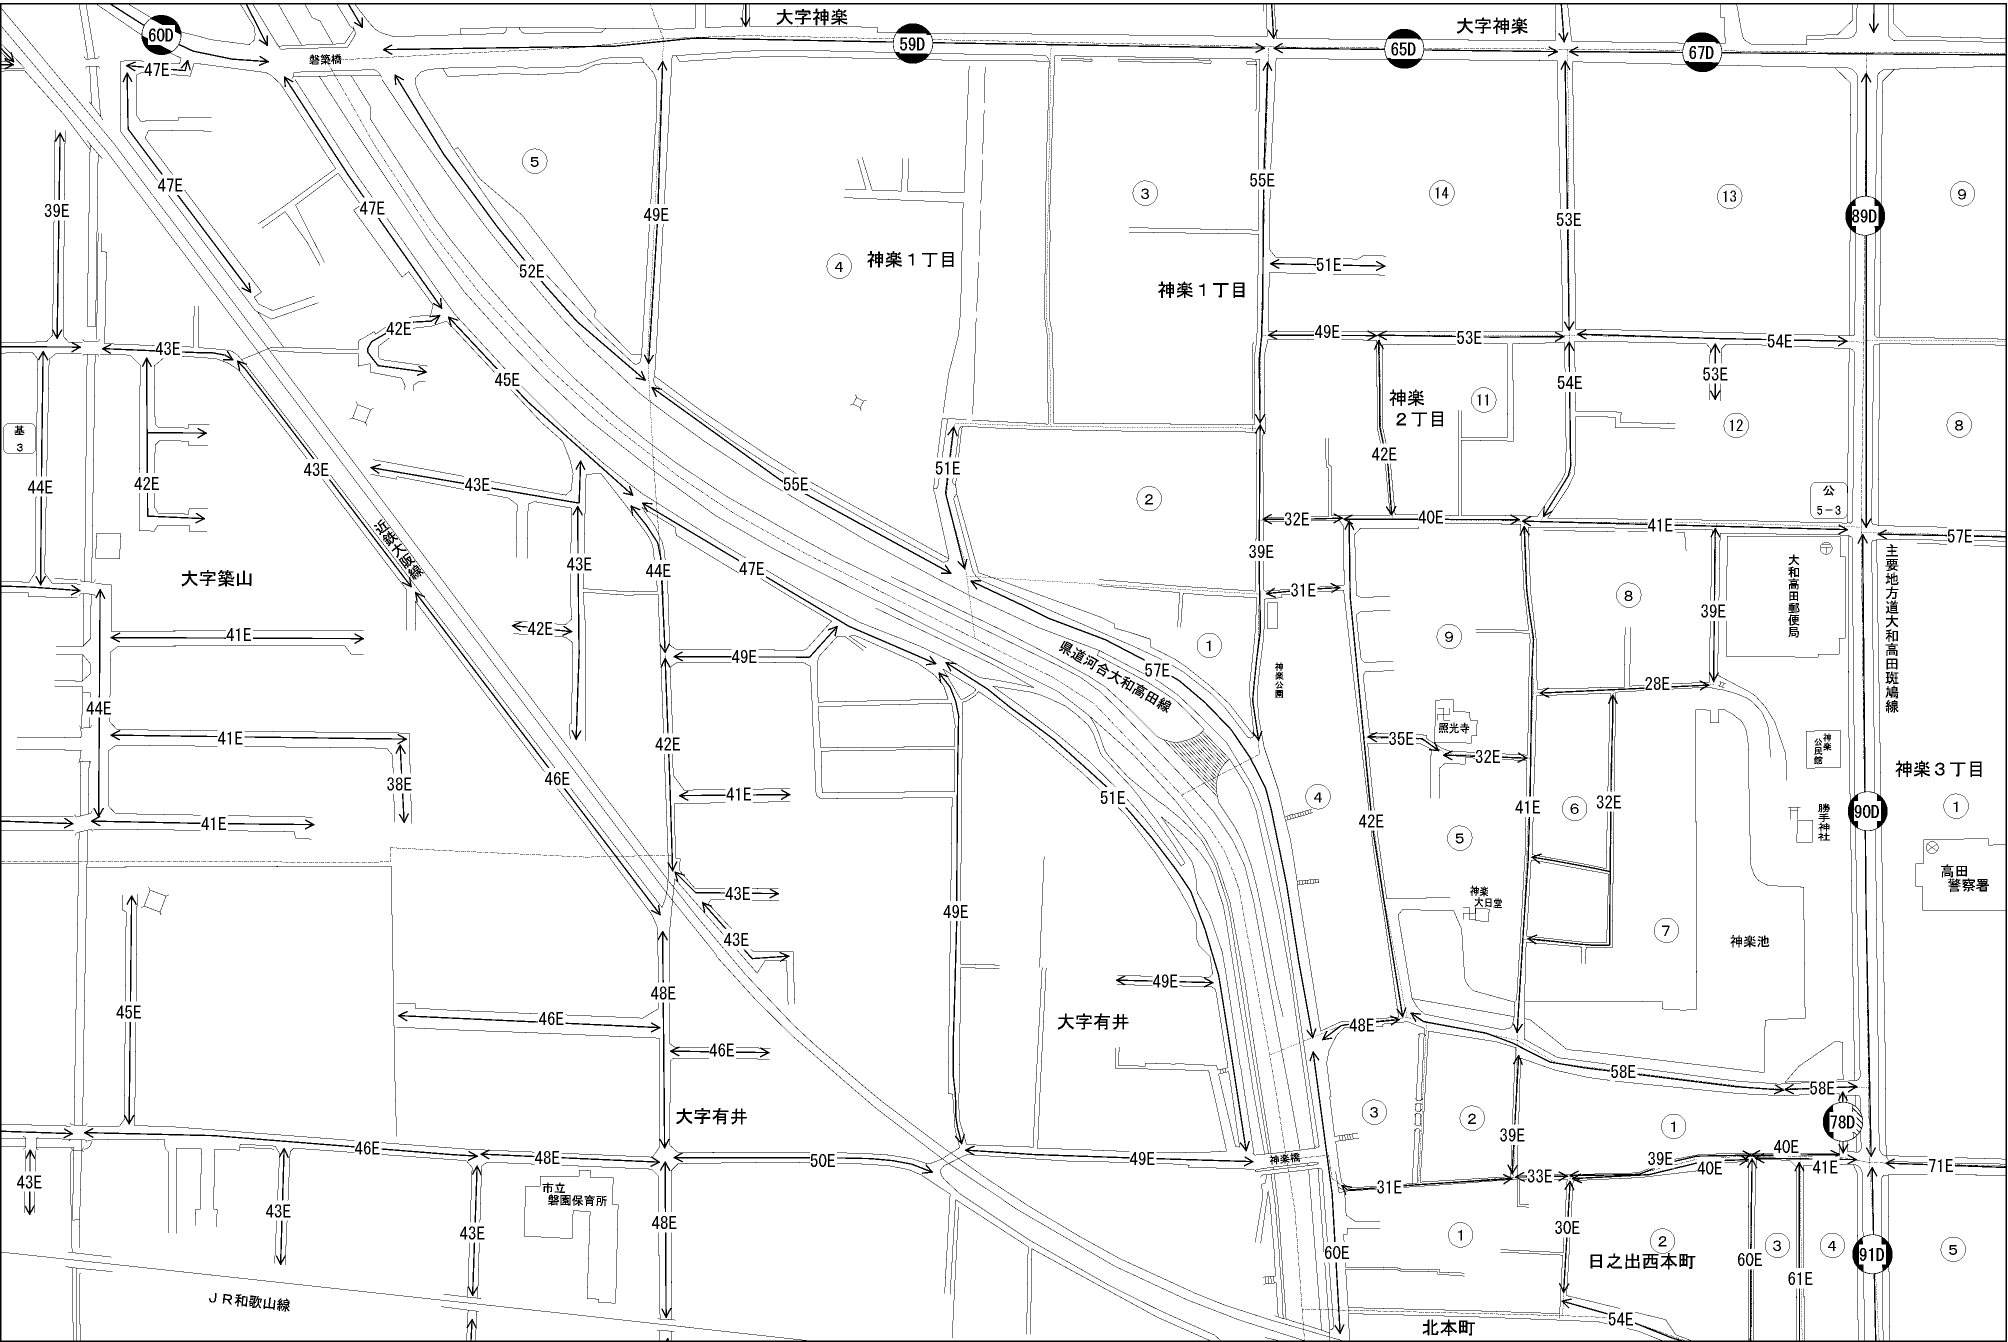 大字神楽
大字神楽
60D
59D
65D
67D
磐築橋
47E
⑤
47E
55E
③
⑭
⑬
⑨
39E
47E
49E
53E
89D
52E
④
神楽１丁目
51E
神楽１丁目
42E
43E
49E
53E
54E
45E
54E
53E
神楽
２丁目
⑪
⑫
⑧
基
3
44E
42E
43E
43E
51E
55E
②
42E
公
5-3
32E
40E
41E
57E
近鉄大阪線
39E
主要地方道大和高田斑鳩線
大和高田郵便局
大字築山
43E
44E
47E
31E
⑧
39E
41E
42E
49E
①
⑨
県道河合大和高田線
57E
神楽公園
28E
44E
41E
42E
照光寺
35E
32E
神楽
公民館
神楽３丁目
38E
46E
41E
51E
④
41E
⑥
32E
90D
①
41E
42E
⑤
勝手神社
高田
警察署
43E
神楽
大日堂
43E
49E
⑦
神楽池
48E
49E
45E
46E
大字有井
48E
46E
58E
58E
大字有井
③
②
①
78D
46E
48E
50E
49E
神楽橋
39E
39E
40E
40E
41E
71E
43E
市立
磐園保育所
31E
33E
43E
43E
48E
60E
①
30E
②
③
④
91D
⑤
日之出西本町
60E
61E
ＪＲ和歌山線
54E
北本町